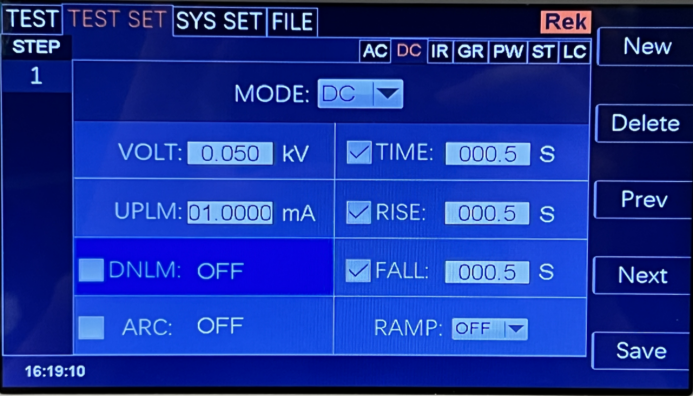 TEST TEST SET SYS SET FILE Rek
STEP AC DC IR GR PW ST LC
1
MODE: DC
VOLT: 0.050 kV TIME: 000.5 S
UPLM: 01.0000 mA RISE: 000.5 S
DNLM: OFF FALL: 000.5 S
ARC: OFF RAMP: OFF
16:19:10
New
Delete
Prev
Next
Save